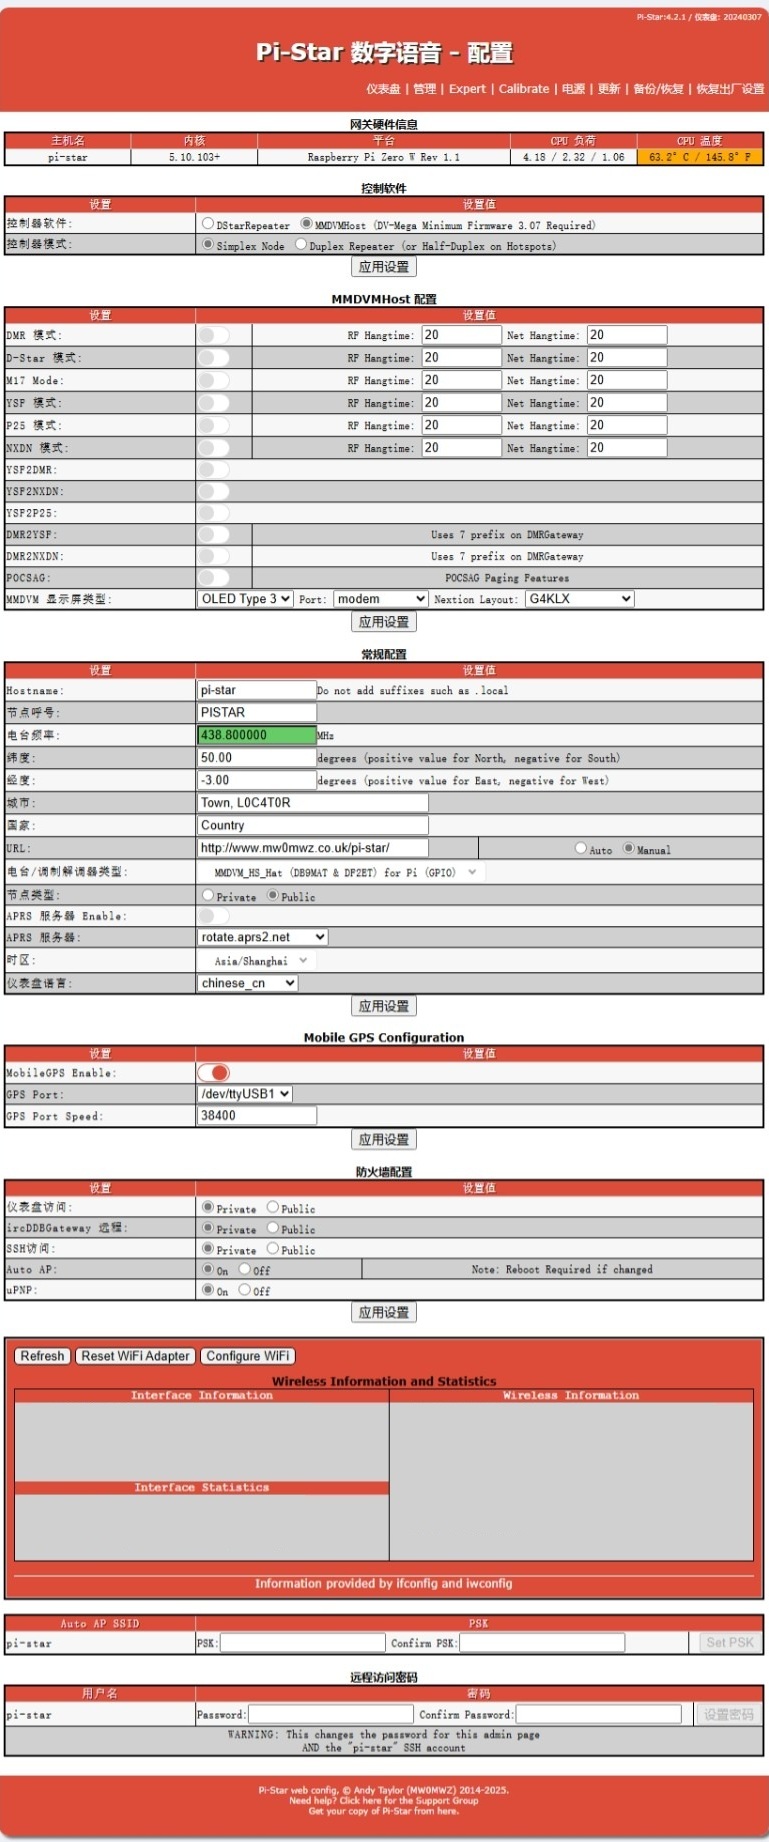 Pi-Star:4.2.1 / 仪表盘: 20240307
Pi-Star 数字语音 - 配置
仪表盘 | 管理 | Expert | Calibrate | 电源 | 更新 | 备份/恢复 | 恢复出厂设置
网关硬件信息
主机名 内核 平台 CPU 负荷 CPU 温度
pi-star 5.10.103+ Raspberry Pi Zero W Rev 1.1 4.18 / 2.32 / 1.06 63.2° C / 145.8° F
控制软件
设置 设置值
控制器软件: DStarRepeater MMDVMHost (DV-Mega Minimum Firmware 3.07 Required)
控制器模式: Simplex Node Duplex Repeater (or Half-Duplex on Hotspots)
应用设置
MMDVMHost 配置
设置 设置值
DMR 模式: RF Hangtime: 20 Net Hangtime: 20
D-Star 模式: RF Hangtime: 20 Net Hangtime: 20
M17 Mode: RF Hangtime: 20 Net Hangtime: 20
YSF 模式: RF Hangtime: 20 Net Hangtime: 20
P25 模式: RF Hangtime: 20 Net Hangtime: 20
NXDN 模式: RF Hangtime: 20 Net Hangtime: 20
YSF2DMR:
YSF2NXDN:
YSF2P25:
DMR2YSF: Uses 7 prefix on DMRGateway
DMR2NXDN: Uses 7 prefix on DMRGateway
POCSAG: POCSAG Paging Features
MMDVM 显示屏类型: OLED Type 3 Port: modem Nextion Layout: G4KLX
应用设置
常规配置
设置 设置值
Hostname: pi-star Do not add suffixes such as .local
节点呼号: PISTAR
电台频率: 438.800000 MHz
纬度: 50.00 degrees (positive value for North, negative for South)
经度: -3.00 degrees (positive value for East, negative for West)
城市: Town, L0C4T0R
国家: Country
URL: http://www.mw0mwz.co.uk/pi-star/ Auto Manual
电台/调制解调器类型: MMDVM_HS_Hat (DB9MAT & DF2ET) for Pi (GPIO)
节点类型: Private Public
APRS 服务器 Enable:
APRS 服务器: rotate.aprs2.net
时区: Asia/Shanghai
仪表盘语言: chinese_cn
应用设置
Mobile GPS Configuration
设置 设置值
MobileGPS Enable:
GPS Port: /dev/ttyUSB1
GPS Port Speed: 38400
应用设置
防火墙配置
设置 设置值
仪表盘访问: Private Public
ircDDBGateway 远程: Private Public
SSH访问: Private Public
Auto AP: On Off Note: Reboot Required if changed
uPNP: On Off
应用设置
Refresh Reset WiFi Adapter Configure WiFi
Wireless Information and Statistics
Interface Information Wireless Information
Interface Statistics
Information provided by ifconfig and iwconfig
Auto AP SSID PSK
pi-star PSK: Confirm PSK: Set PSK
远程访问密码
用户名 密码
pi-star Password: Confirm Password: 设置密码
WARNING: This changes the password for this admin page
AND the "pi-star" SSH account
Pi-Star web config, © Andy Taylor (MW0MWZ) 2014-2025.
Need help? Click here for the Support Group
Get your copy of Pi-Star from here.